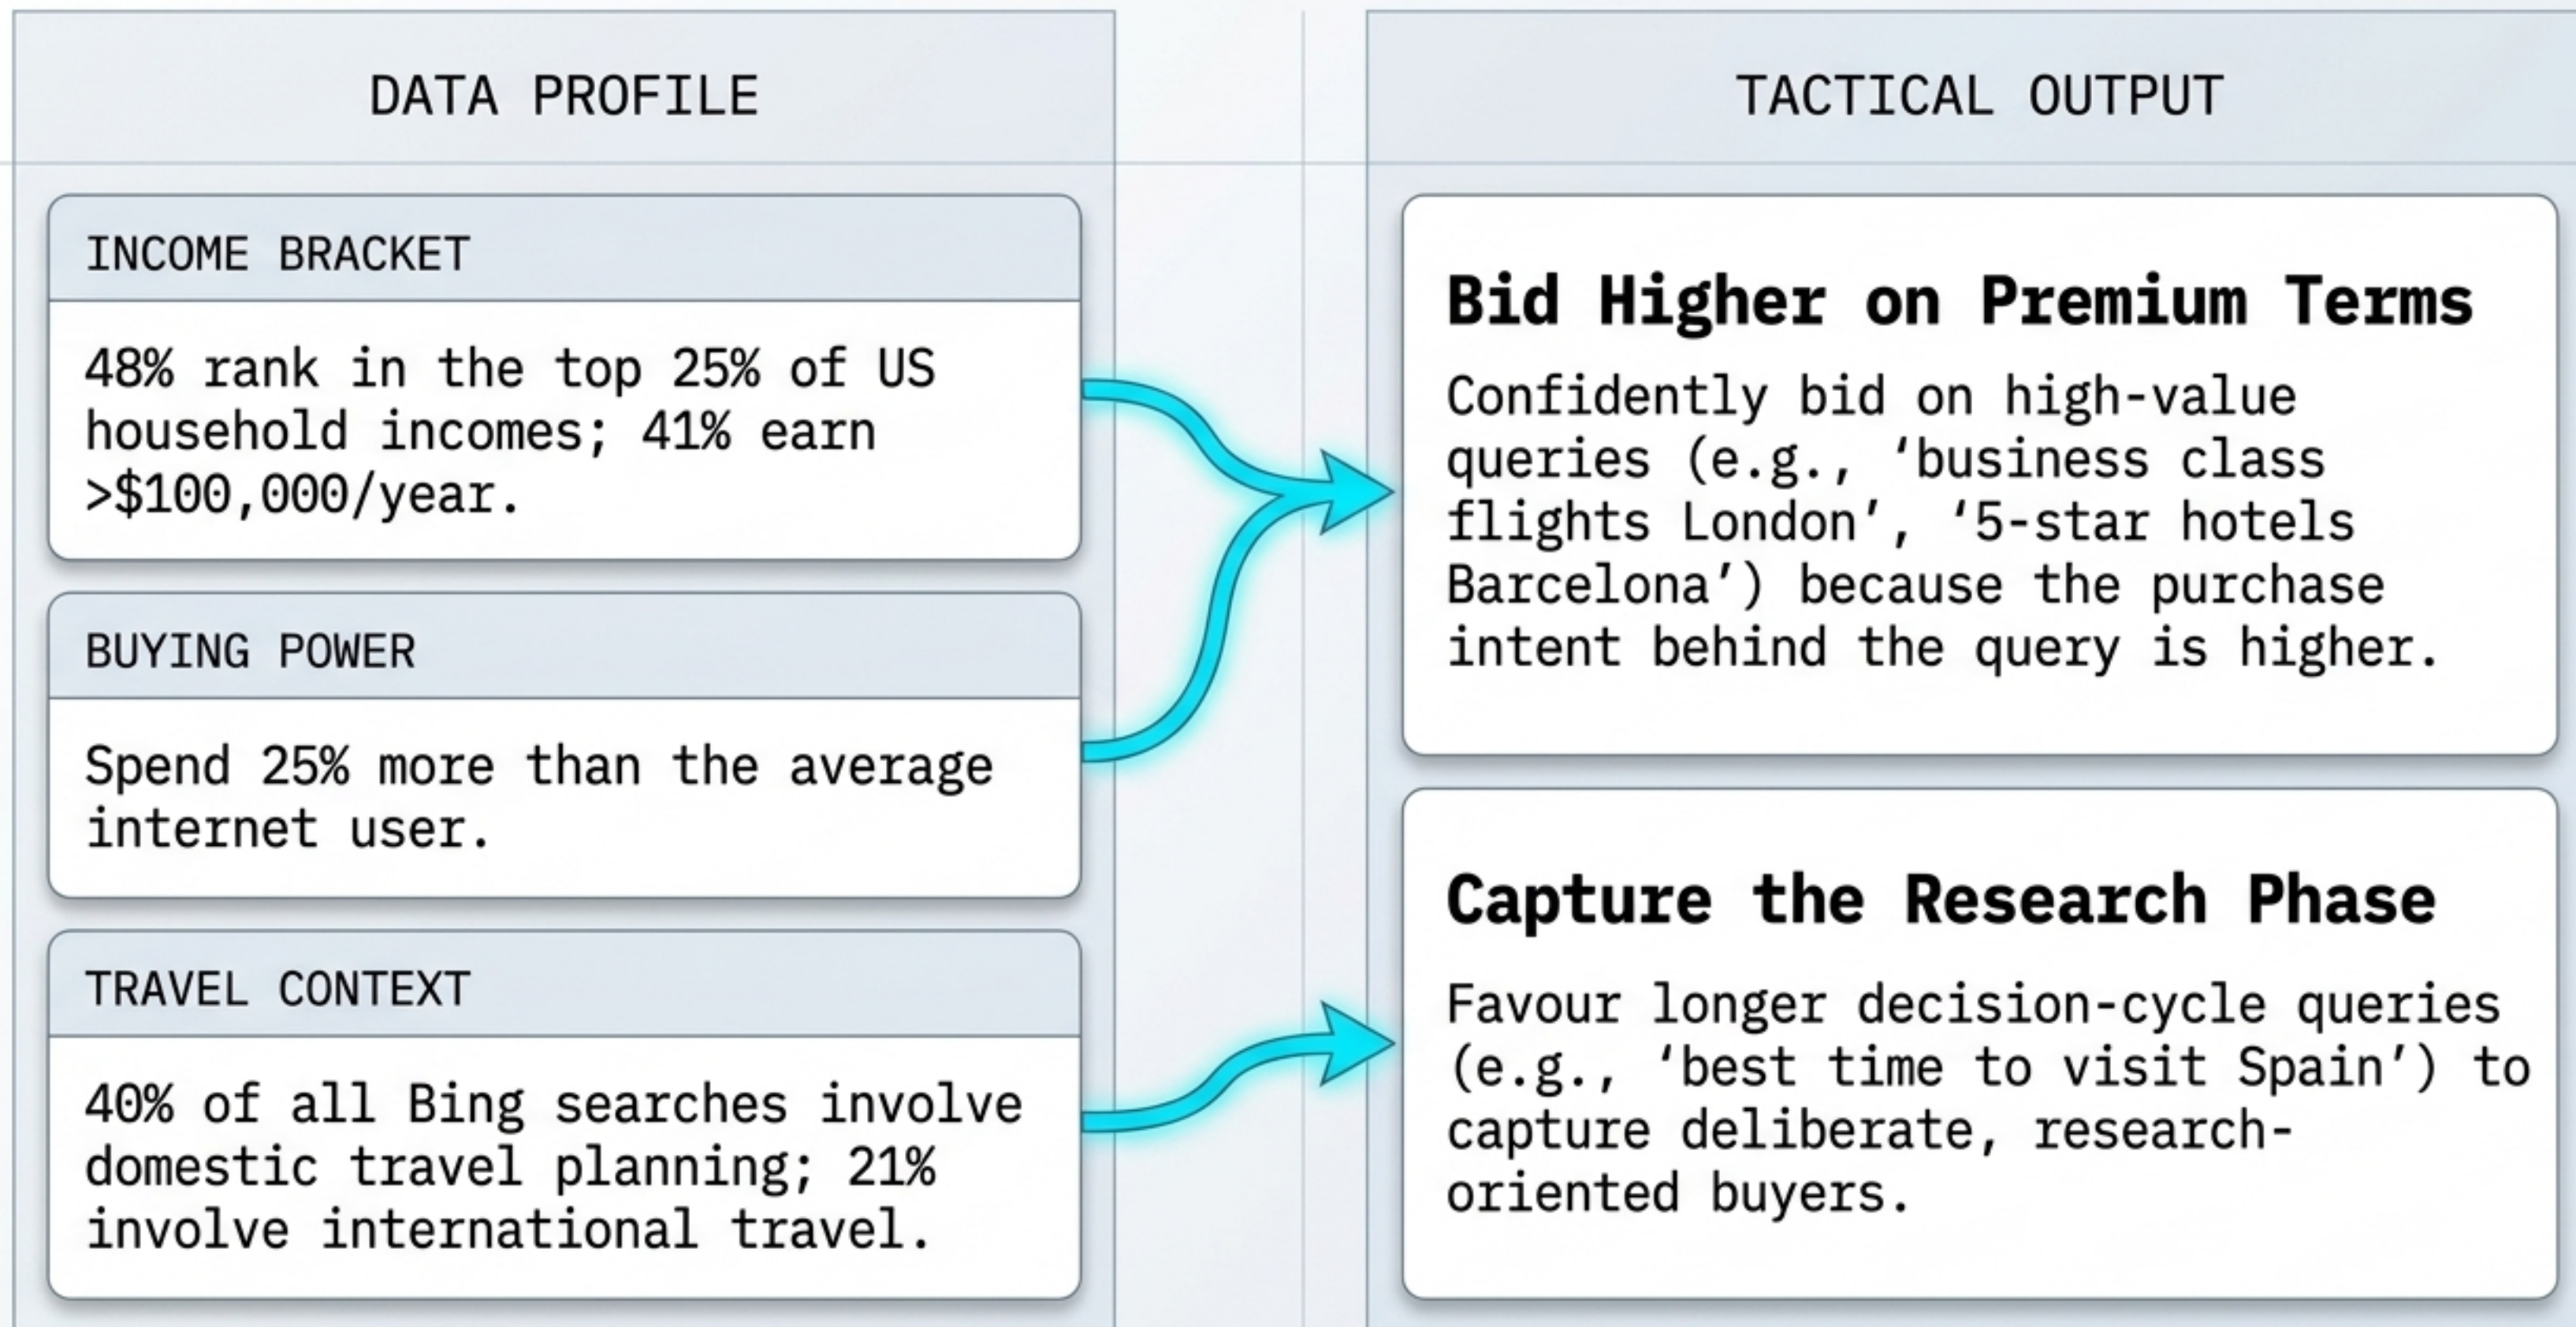 DATA PROFILE
INCOME BRACKET
48% rank in the top 25% of US
household incomes; 41% earn
>$100,000/year.
BUYING POWER
Spend 25% more than the average
internet user.
TRAVEL CONTEXT
40% of all Bing searches involve
domestic travel planning; 21%
involve international travel.
TACTICAL OUTPUT
Bid Higher on Premium Terms
Confidently bid on high-value
queries (e.g., ‘business class
flights London’, ‘5-star hotels
Barcelona’) because the purchase
intent behind the query is higher.
Capture the Research Phase
Favour longer decision-cycle queries
(e.g., ‘best time to visit Spain’) to
capture deliberate, research-
oriented buyers.